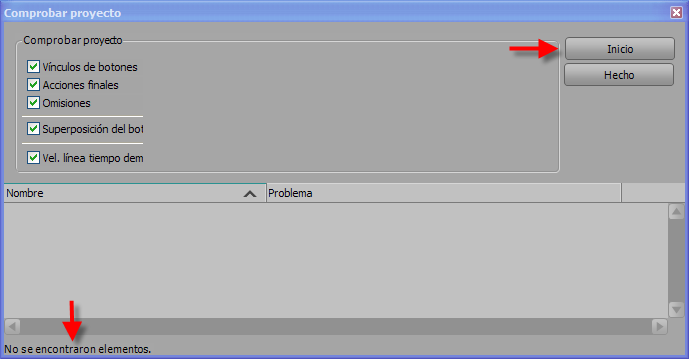 Comprobar proyecto
Comprobar proyecto
Inicio
Hecho
Vínculos de botones
Acciones finales
Omisiones
Superposición del bot
Vel. línea tiempo dem
Nombre
Problema
No se encontraron elementos.